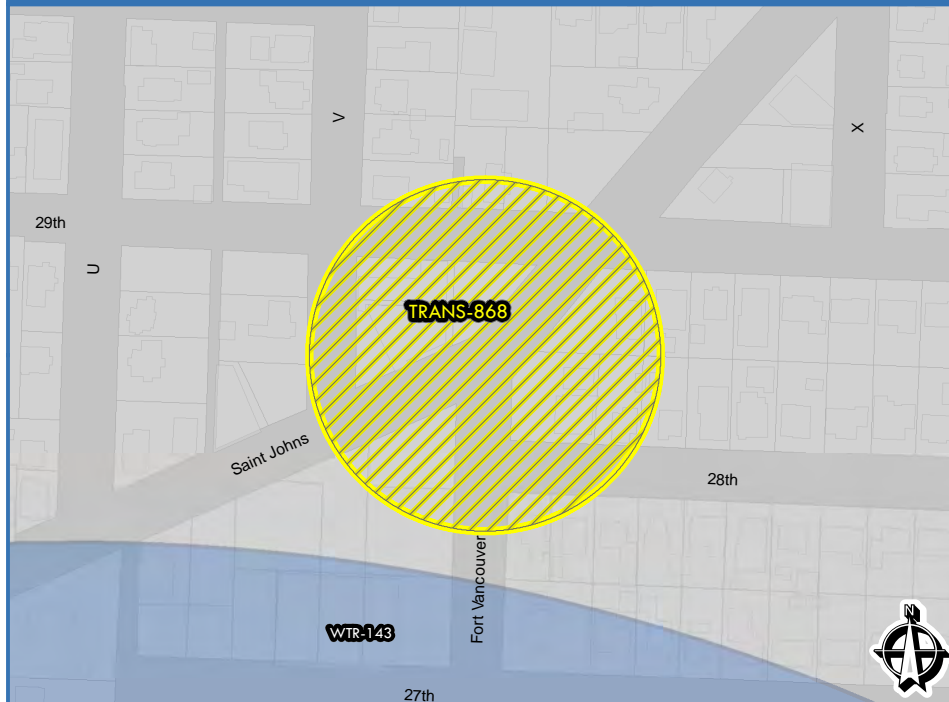 V
X
29th
U
TRANS-868
Saint Johns
28th
Fort Vancouver
N
WTR-143
27th